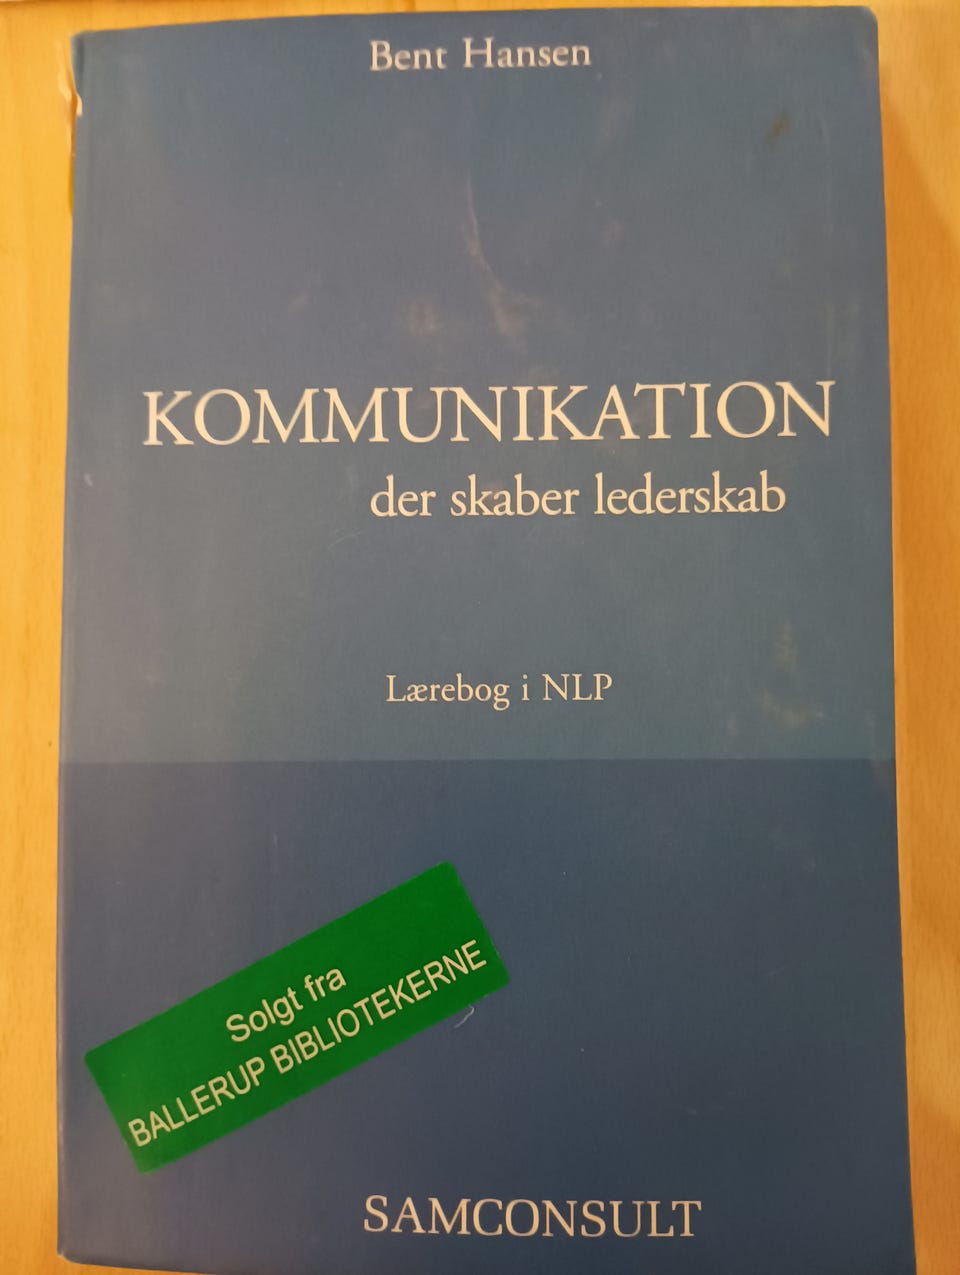 Bent Hansen
KOMMUNIKATION
der skaber lederskab
Lærebog i NLP
Solgt fra
BALLERUP BIBLIOTEKERNE
SAMCONSULT